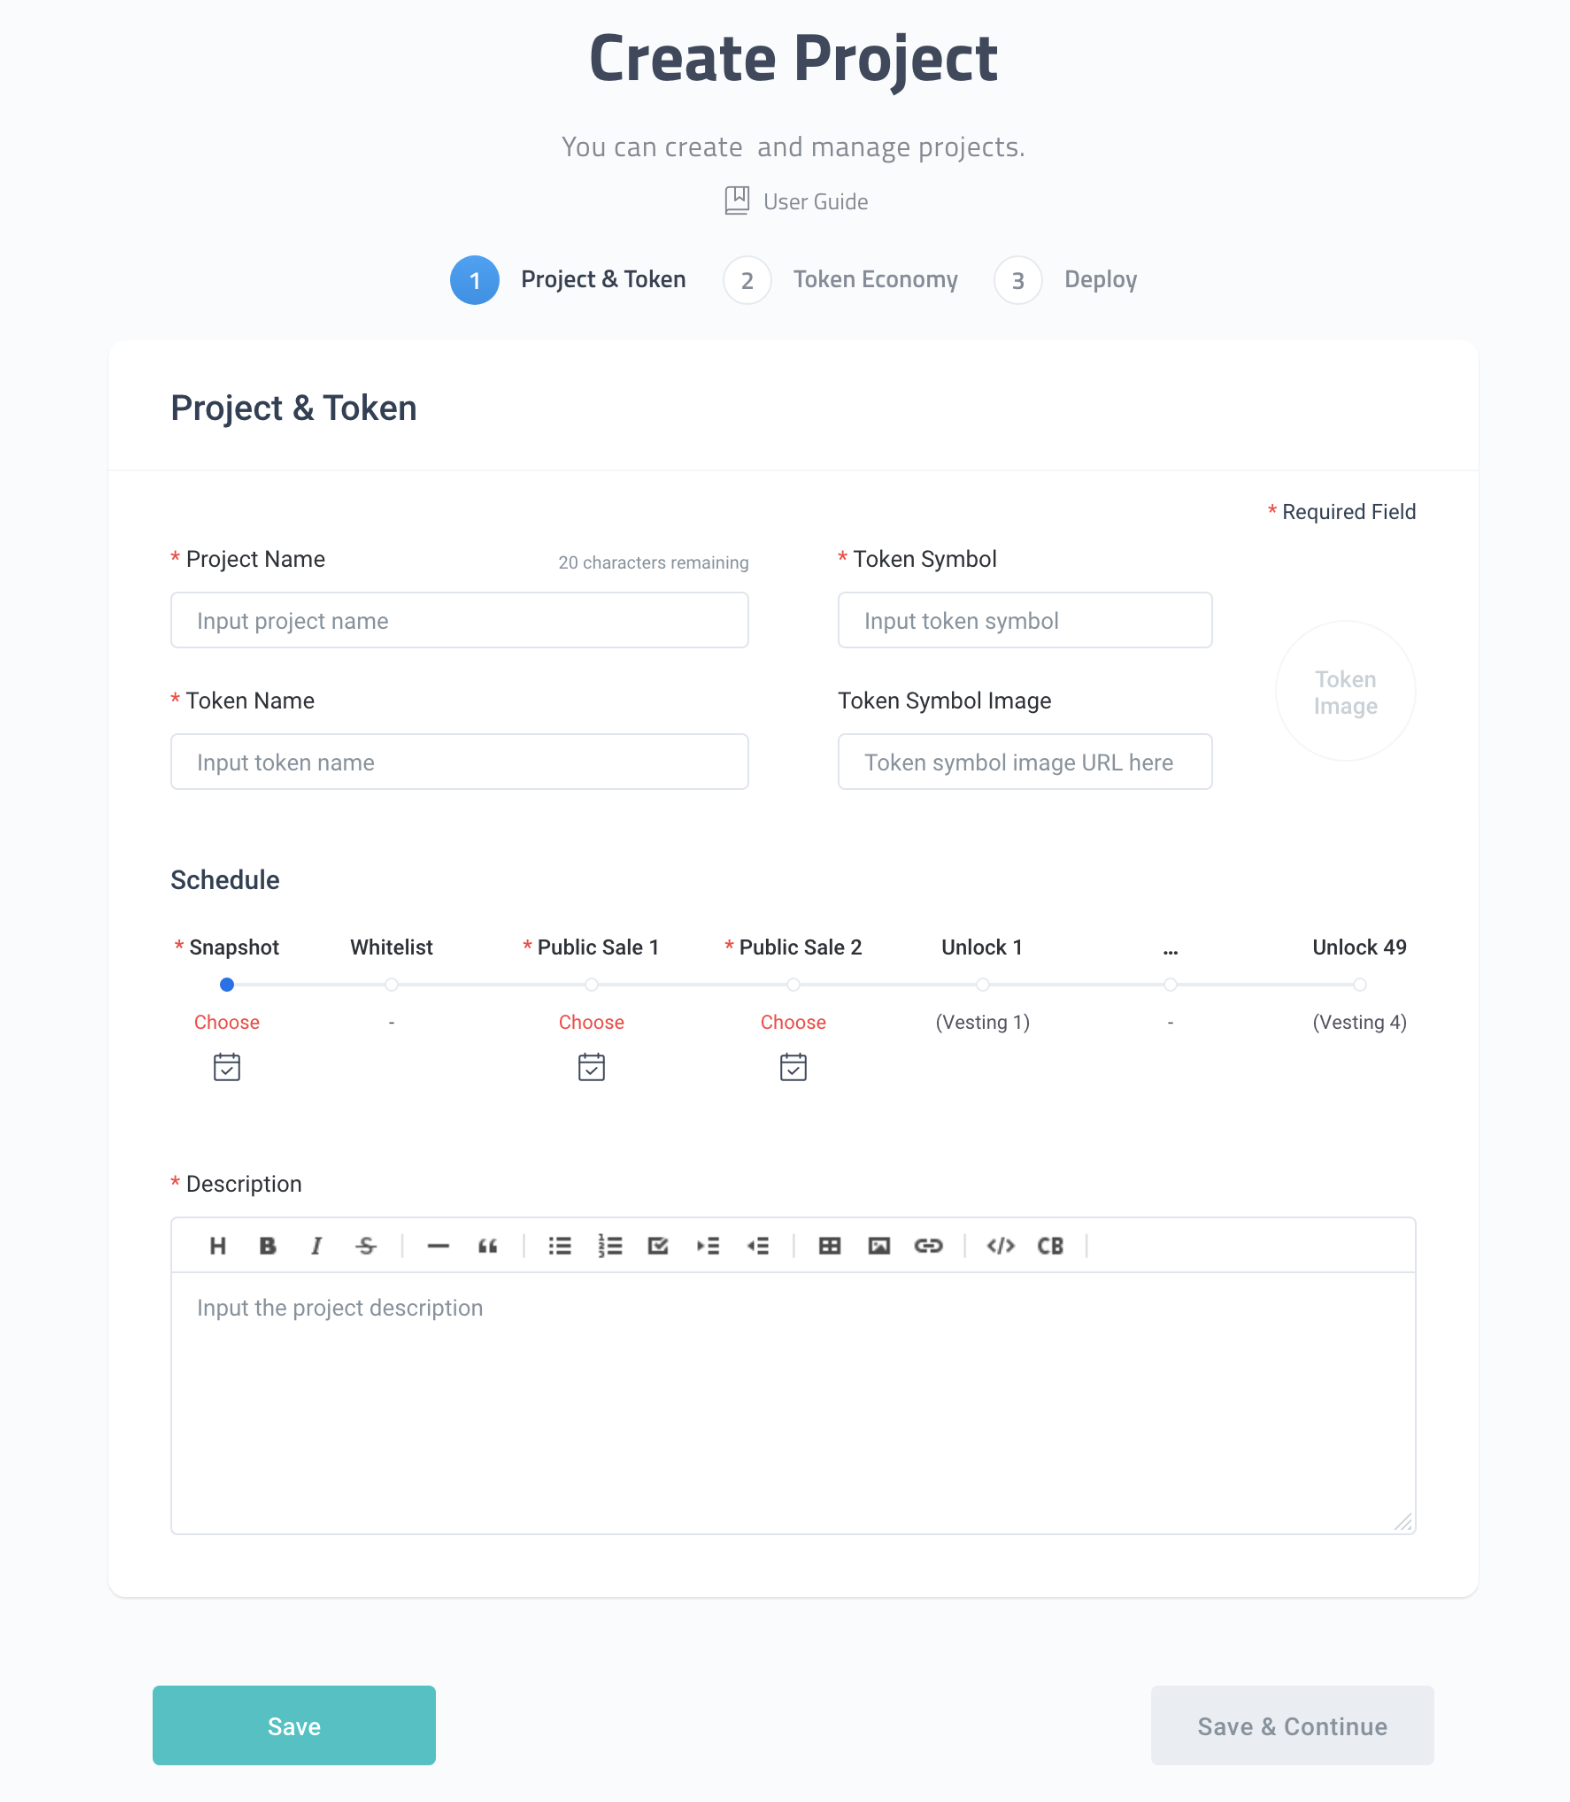 Create Project
You can create  and manage projects.
User Guide
1 Project & Token 2 Token Economy 3 Deploy
Project & Token
* Required Field
* Project Name 20 characters remaining * Token Symbol
Input project name Input token symbol
Token
Image
* Token Name Token Symbol Image
Input token name Token symbol image URL here
Schedule
* Snapshot Whitelist * Public Sale 1 * Public Sale 2 Unlock 1 ... Unlock 49
Choose - Choose Choose (Vesting 1) - (Vesting 4)
* Description
H B I S — “ </> CB
Input the project description
Save Save & Continue